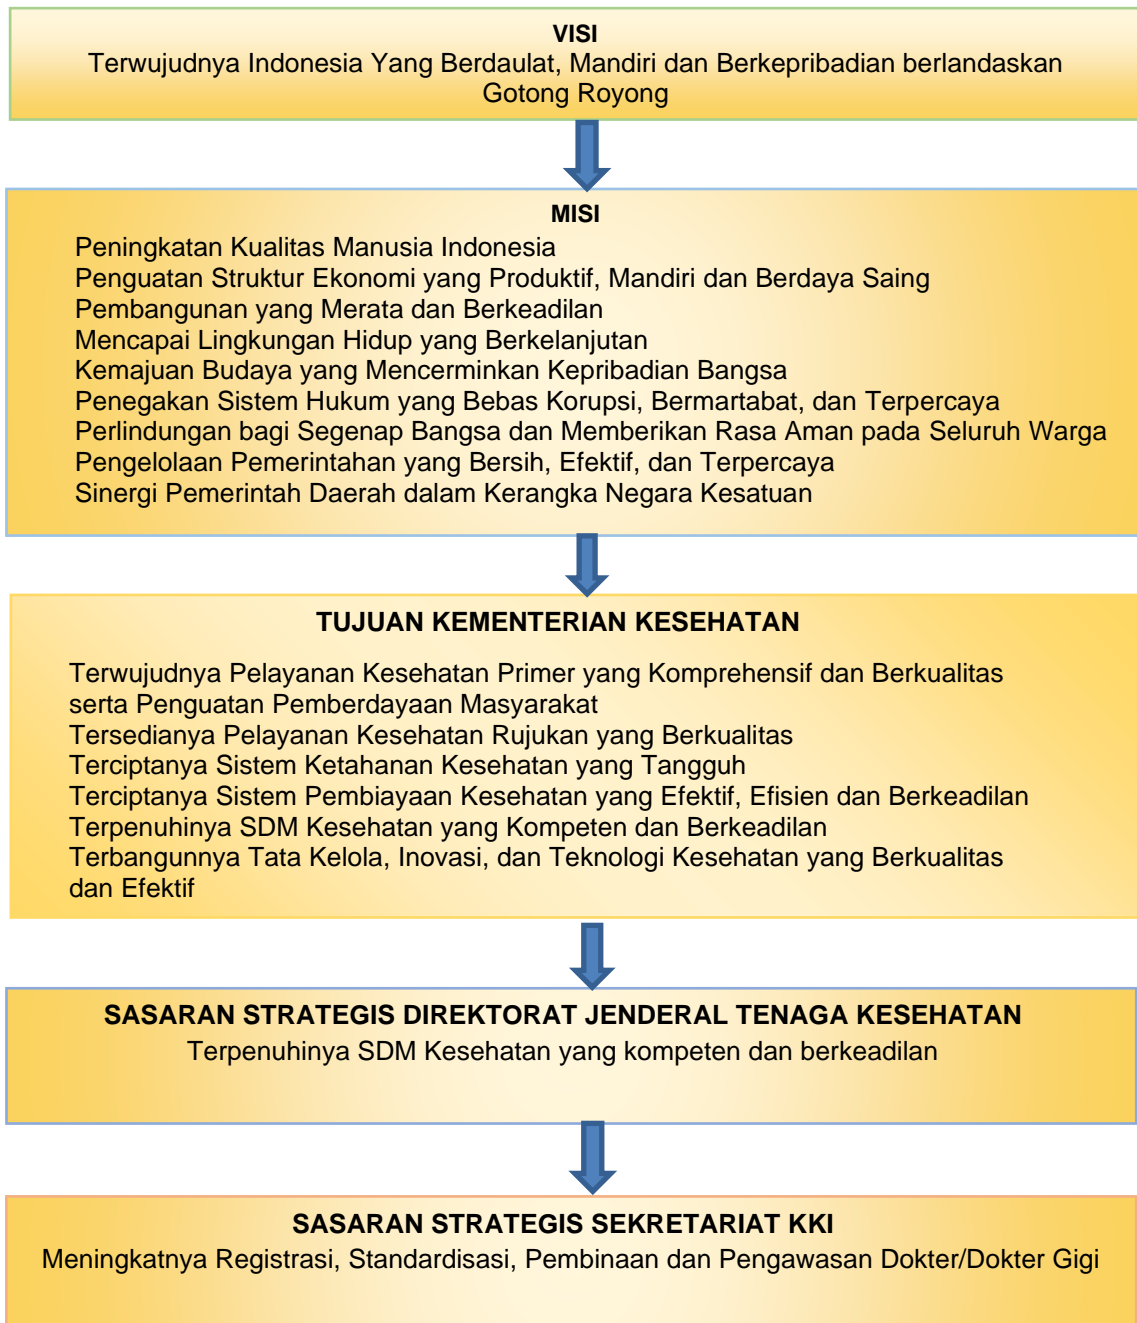 VISI
Terwujudnya Indonesia Yang Berdaulat, Mandiri dan Berkepribadian berlandaskan
Gotong Royong
MISI
Peningkatan Kualitas Manusia Indonesia
Penguatan Struktur Ekonomi yang Produktif, Mandiri dan Berdaya Saing
Pembangunan yang Merata dan Berkeadilan
Mencapai Lingkungan Hidup yang Berkelanjutan
Kemajuan Budaya yang Mencerminkan Kepribadian Bangsa
Penegakan Sistem Hukum yang Bebas Korupsi, Bermartabat, dan Terpercaya
Perlindungan bagi Segenap Bangsa dan Memberikan Rasa Aman pada Seluruh Warga
Pengelolaan Pemerintahan yang Bersih, Efektif, dan Terpercaya
Sinergi Pemerintah Daerah dalam Kerangka Negara Kesatuan
TUJUAN KEMENTERIAN KESEHATAN
Terwujudnya Pelayanan Kesehatan Primer yang Komprehensif dan Berkualitas
serta Penguatan Pemberdayaan Masyarakat
Tersedianya Pelayanan Kesehatan Rujukan yang Berkualitas
Terciptanya Sistem Ketahanan Kesehatan yang Tangguh
Terciptanya Sistem Pembiayaan Kesehatan yang Efektif, Efisien dan Berkeadilan
Terpenuhinya SDM Kesehatan yang Kompeten dan Berkeadilan
Terbangunnya Tata Kelola, Inovasi, dan Teknologi Kesehatan yang Berkualitas
dan Efektif
SASARAN STRATEGIS DIREKTORAT JENDERAL TENAGA KESEHATAN
Terpenuhinya SDM Kesehatan yang kompeten dan berkeadilan
SASARAN STRATEGIS SEKRETARIAT KKI
Meningkatnya Registrasi, Standardisasi, Pembinaan dan Pengawasan Dokter/Dokter Gigi